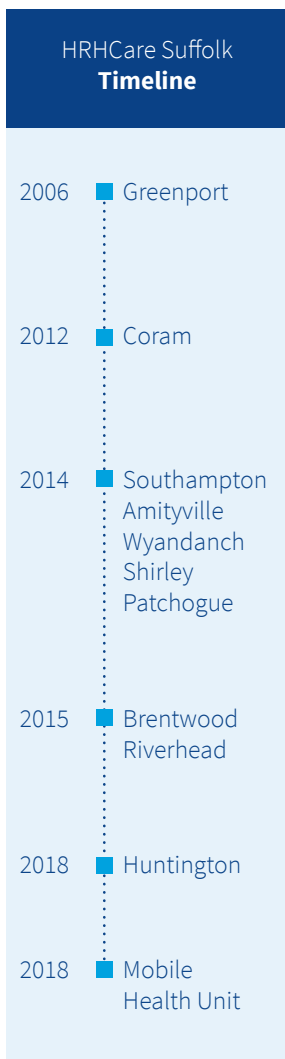 HRHCare Suffolk
Timeline
2006 Greenport
2012 Coram
2014 Southampton
Amityville
Wyandanch
Shirley
Patchogue
2015 Brentwood
Riverhead
2018 Huntington
2018 Mobile
Health Unit